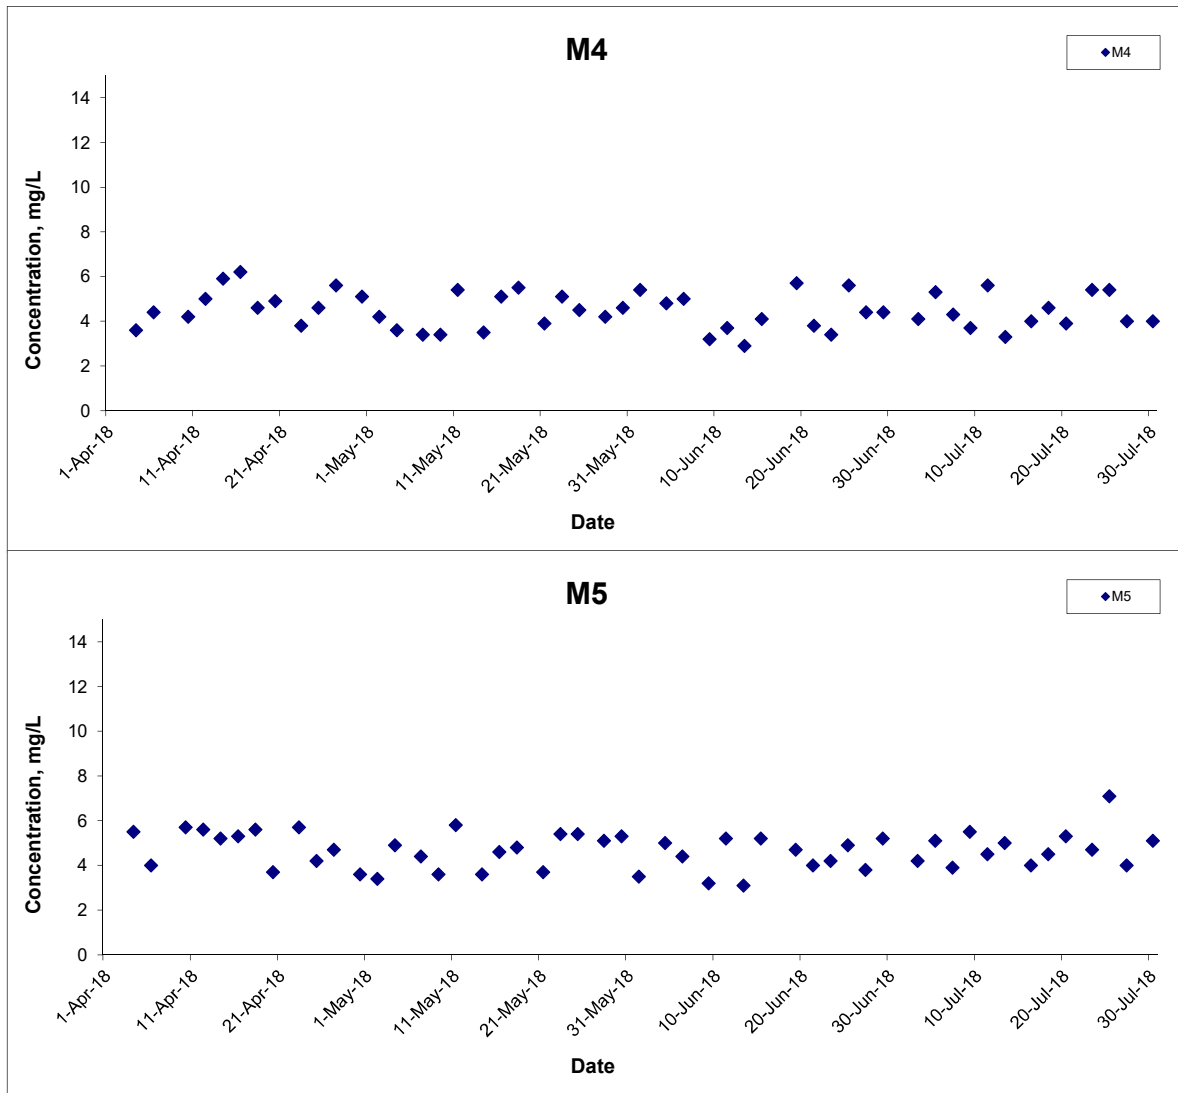 M4
M4
14
12
10
8
6
4
2
0
Concentration, mg/L
1-Apr-18
11-Apr-18
21-Apr-18
1-May-18
11-May-18
21-May-18
31-May-18
10-Jun-18
20-Jun-18
30-Jun-18
10-Jul-18
20-Jul-18
30-Jul-18
Date
M5
M5
14
12
10
8
6
4
2
0
Concentration, mg/L
1-Apr-18
11-Apr-18
21-Apr-18
1-May-18
11-May-18
21-May-18
31-May-18
10-Jun-18
20-Jun-18
30-Jun-18
10-Jul-18
20-Jul-18
30-Jul-18
Date